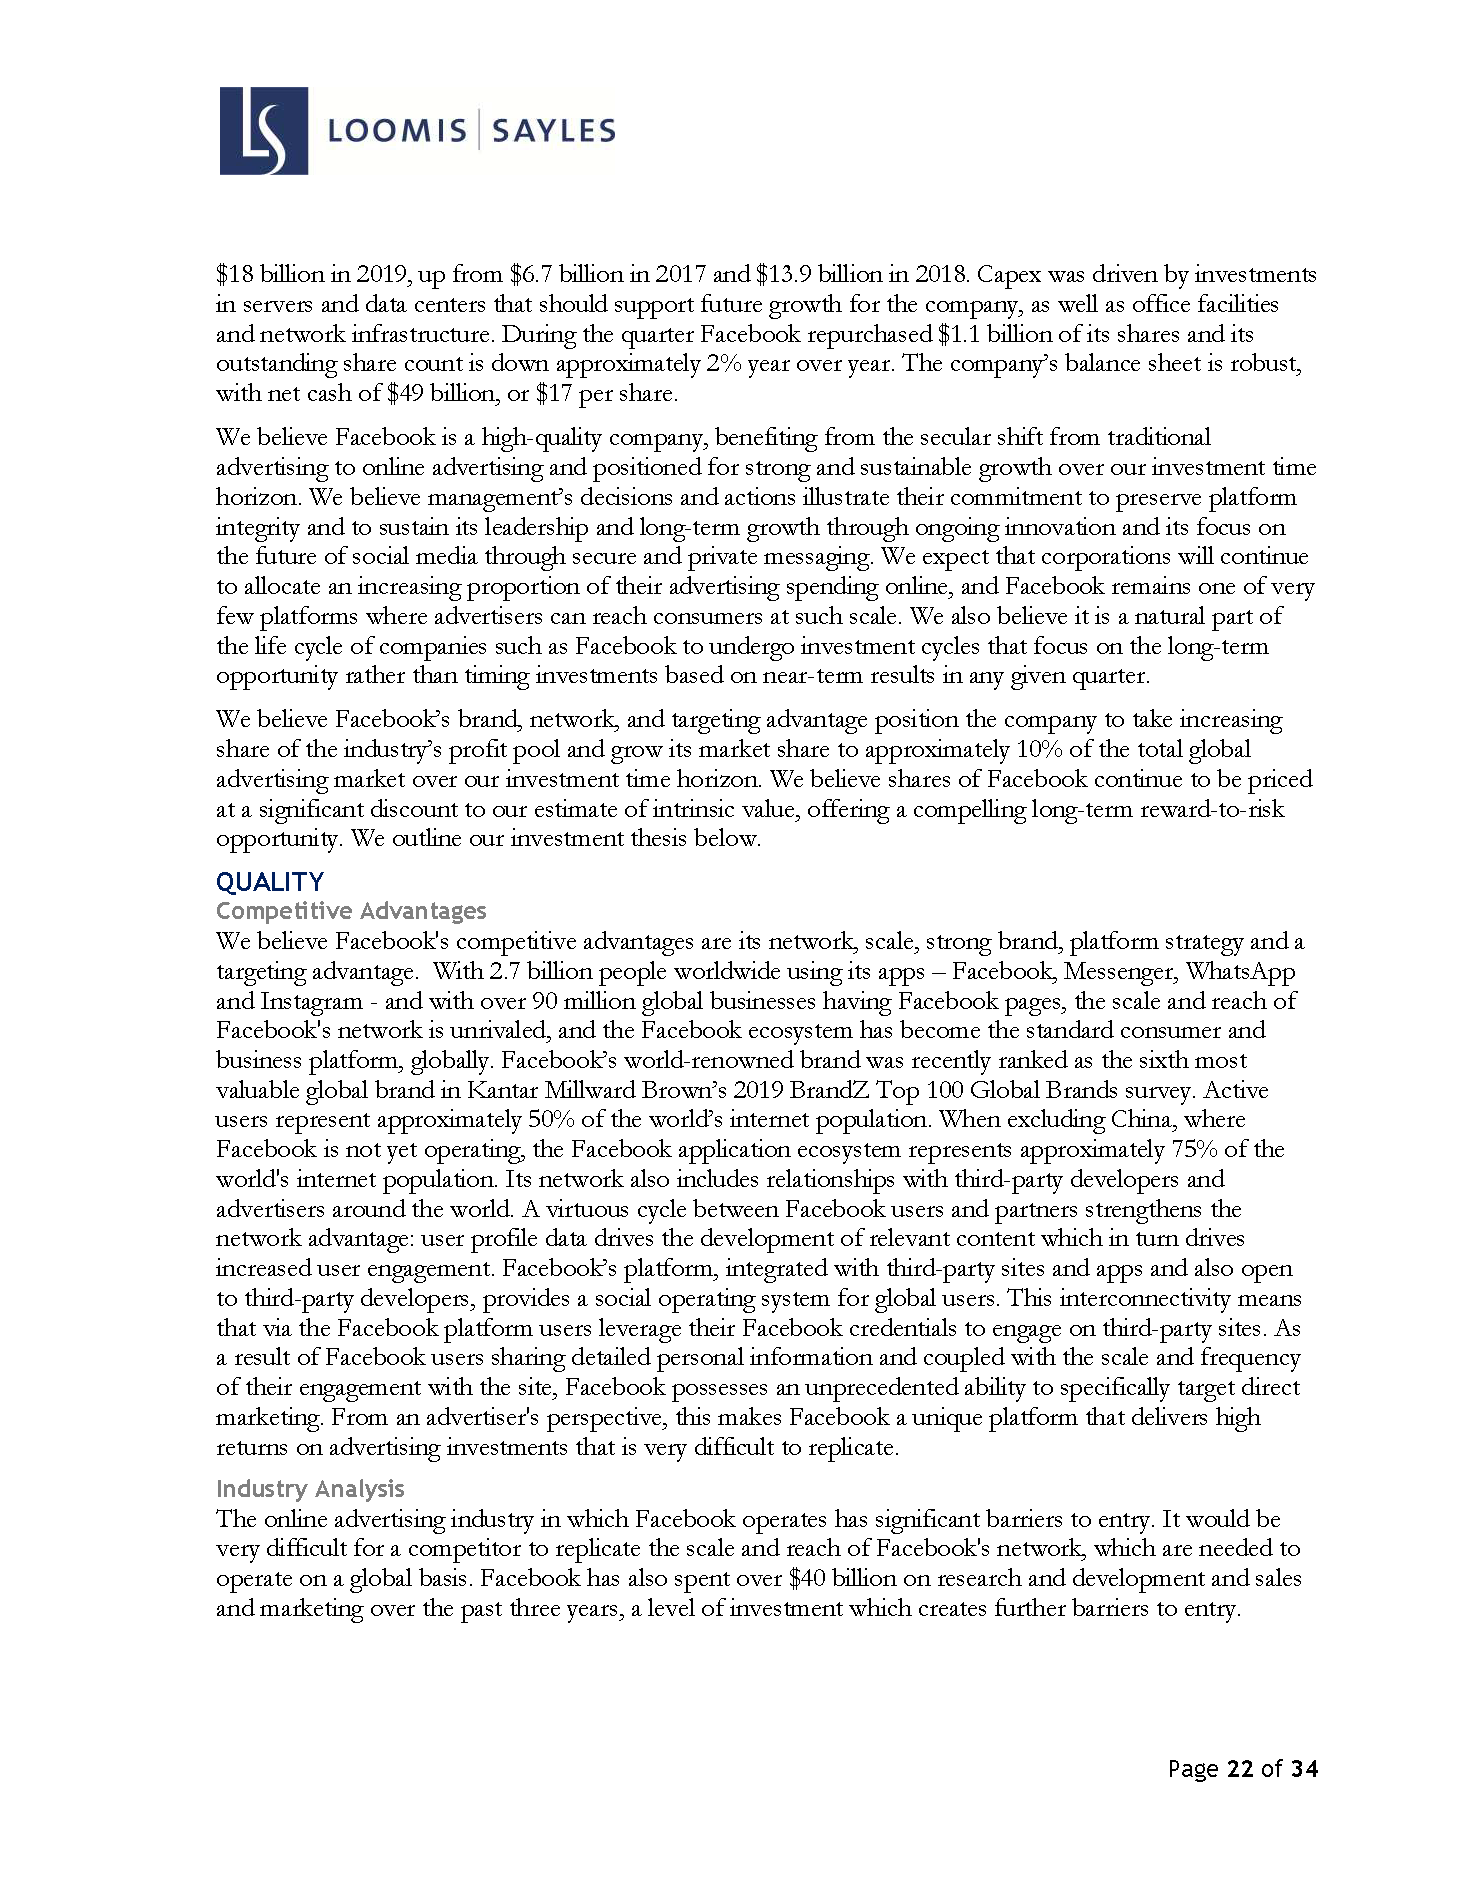 LS LOOMIS | SAYLES
$18 billion in 2019, up from $6.7 billion in 2017 and $13.9 billion in 2018. Capex was driven by investments
in servers and data centers that should support future growth for the company, as well as office facilities
and network infrastructure. During the quarter Facebook repurchased $1.1 billion of its shares and its
outstanding share count is down approximately 2% year over year. The company’s balance sheet is robust,
with net cash of $49 billion, or $17 per share.
We believe Facebook is a high-quality company, benefiting from the secular shift from traditional
advertising to online advertising and positioned for strong and sustainable growth over our investment time
horizon. We believe management’s decisions and actions illustrate their commitment to preserve platform
integrity and to sustain its leadership and long-term growth through ongoing innovation and its focus on
the future of social media through secure and private messaging. We expect that corporations will continue
to allocate an increasing proportion of their advertising spending online, and Facebook remains one of very
few platforms where advertisers can reach consumers at such scale. We also believe it is a natural part of
the life cycle of companies such as Facebook to undergo investment cycles that focus on the long-term
opportunity rather than timing investments based on near-term results in any given quarter.
We believe Facebook’s brand, network, and targeting advantage position the company to take increasing
share of the industry’s profit pool and grow its market share to approximately 10% of the total global
advertising market over our investment time horizon. We believe shares of Facebook continue to be priced
at a significant discount to our estimate of intrinsic value, offering a compelling long-term reward-to-risk
opportunity. We outline our investment thesis below.
QUALITY
Competitive Advantages
We believe Facebook's competitive advantages are its network, scale, strong brand, platform strategy and a
targeting advantage.  With 2.7 billion people worldwide using its apps – Facebook, Messenger, WhatsApp
and Instagram - and with over 90 million global businesses having Facebook pages, the scale and reach of
Facebook's network is unrivaled, and the Facebook ecosystem has become the standard consumer and
business platform, globally. Facebook’s world-renowned brand was recently ranked as the sixth most
valuable global brand in Kantar Millward Brown’s 2019 BrandZ Top 100 Global Brands survey. Active
users represent approximately 50% of the world’s internet population. When excluding China, where
Facebook is not yet operating, the Facebook application ecosystem represents approximately 75% of the
world's internet population. Its network also includes relationships with third-party developers and
advertisers around the world. A virtuous cycle between Facebook users and partners strengthens the
network advantage: user profile data drives the development of relevant content which in turn drives
increased user engagement. Facebook’s platform, integrated with third-party sites and apps and also open
to third-party developers, provides a social operating system for global users. This interconnectivity means
that via the Facebook platform users leverage their Facebook credentials to engage on third-party sites. As
a result of Facebook users sharing detailed personal information and coupled with the scale and frequency
of their engagement with the site, Facebook possesses an unprecedented ability to specifically target direct
marketing. From an advertiser's perspective, this makes Facebook a unique platform that delivers high
returns on advertising investments that is very difficult to replicate.
Industry Analysis
The online advertising industry in which Facebook operates has significant barriers to entry. It would be
very difficult for a competitor to replicate the scale and reach of Facebook's network, which are needed to
operate on a global basis. Facebook has also spent over $40 billion on research and development and sales
and marketing over the past three years, a level of investment which creates further barriers to entry.
Page 22 of 34